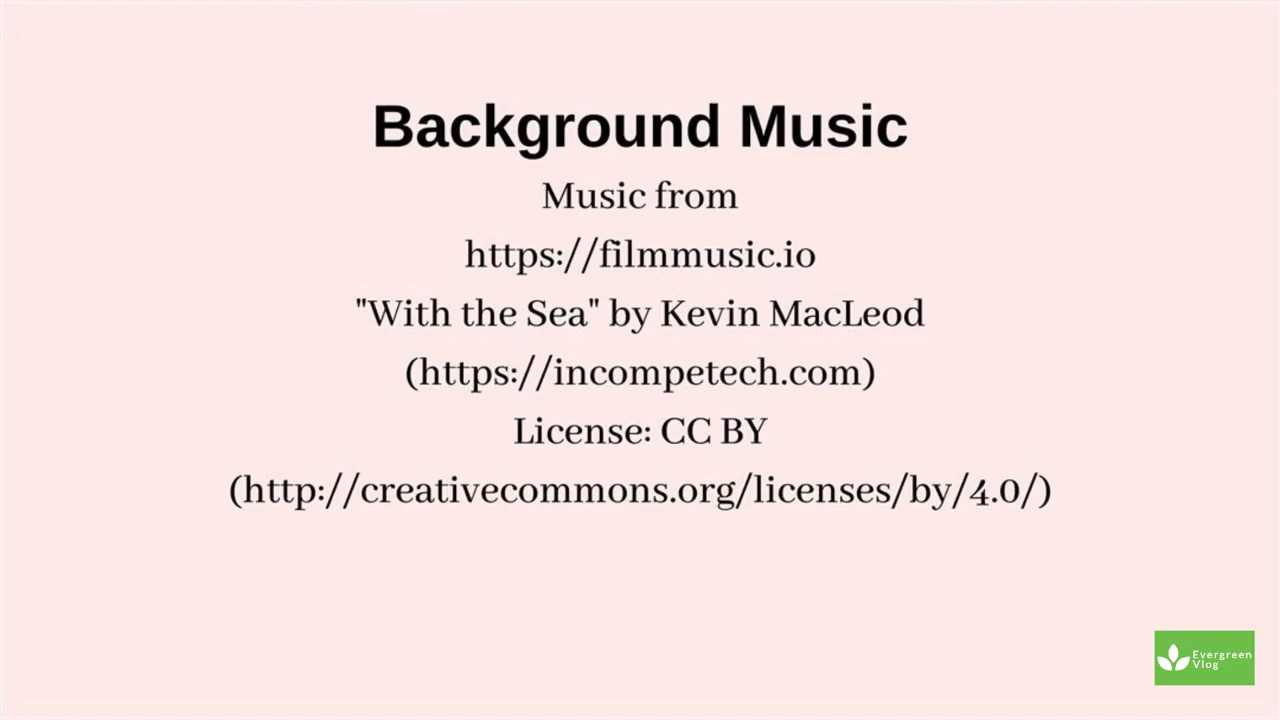 Background Music
Music from
https://filmmusic.io
"With the Sea" by Kevin MacLeod
(https://incompetech.com)
License: CC BY
(http://creativecommons.org/licenses/by/4.0/)
Evergreen
Vlog